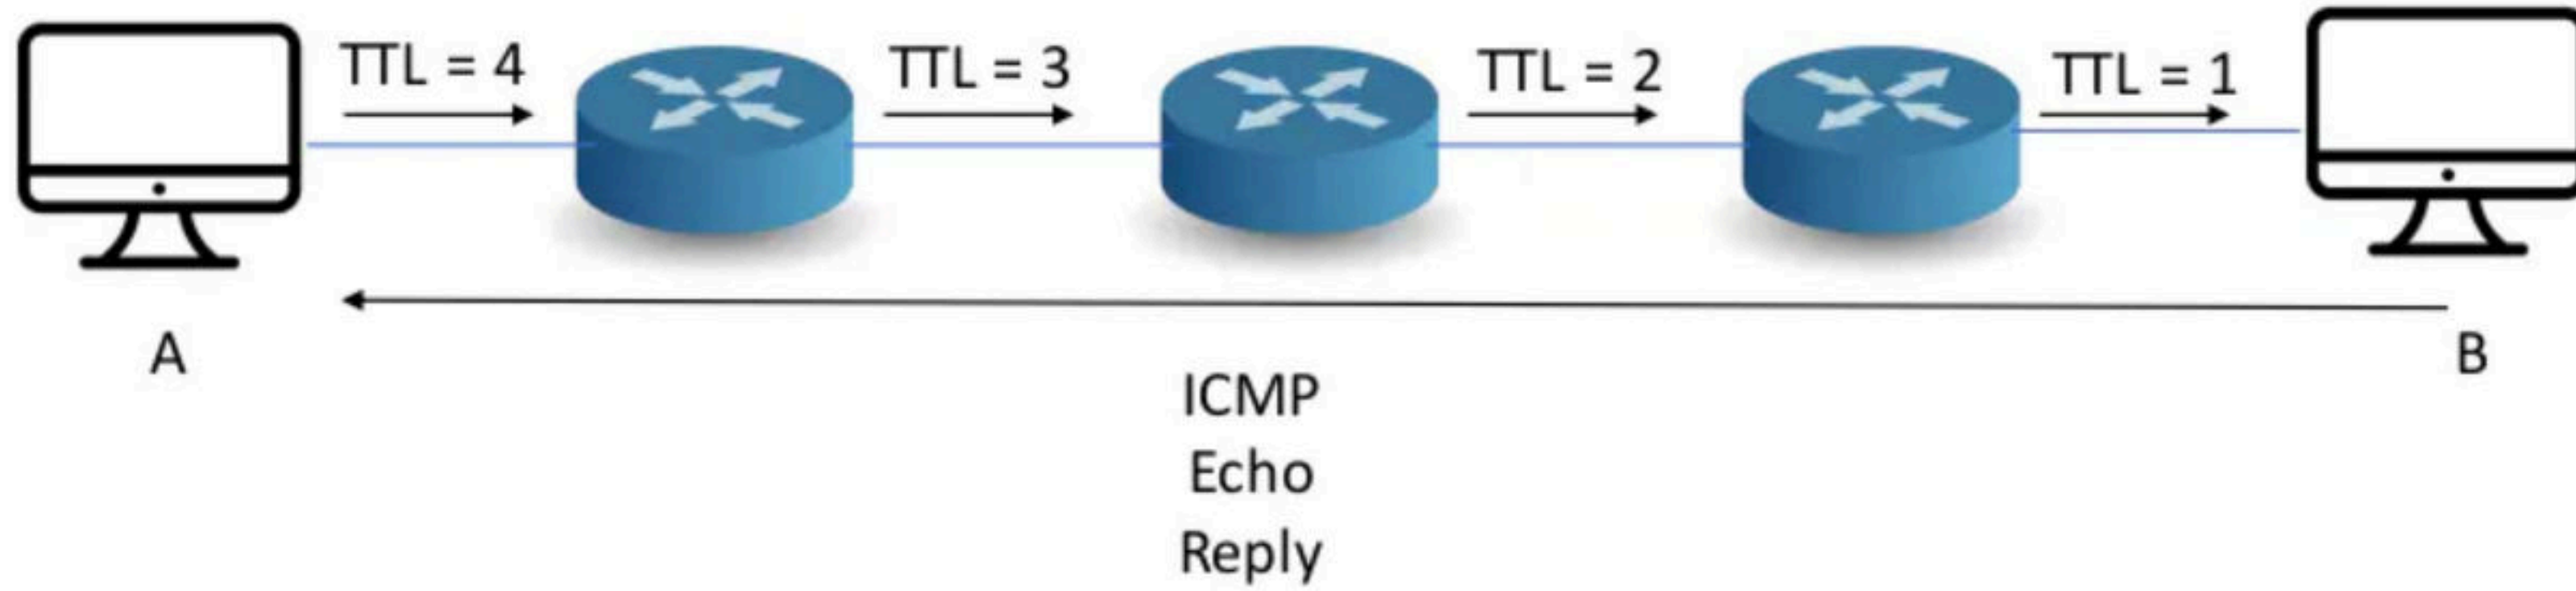 TTL = 4
TTL = 3
TTL = 2
TTL = 1
A
B
ICMP
Echo
Reply